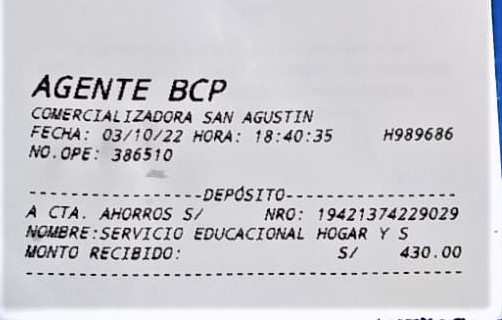 AGENTE BCP
COMERCIALIZADORA SAN AGUSTIN
FECHA: 03/10/22 HORA: 18:40:35 H989686
NO.OPE: 386510
DEPÓSITO
A CTA. AHORROS S/ NRO: 19421374229029
NOMBRE:SERVICIO EDUCACIONAL HOGAR Y S
MONTO RECIBIDO: S/ 430.00